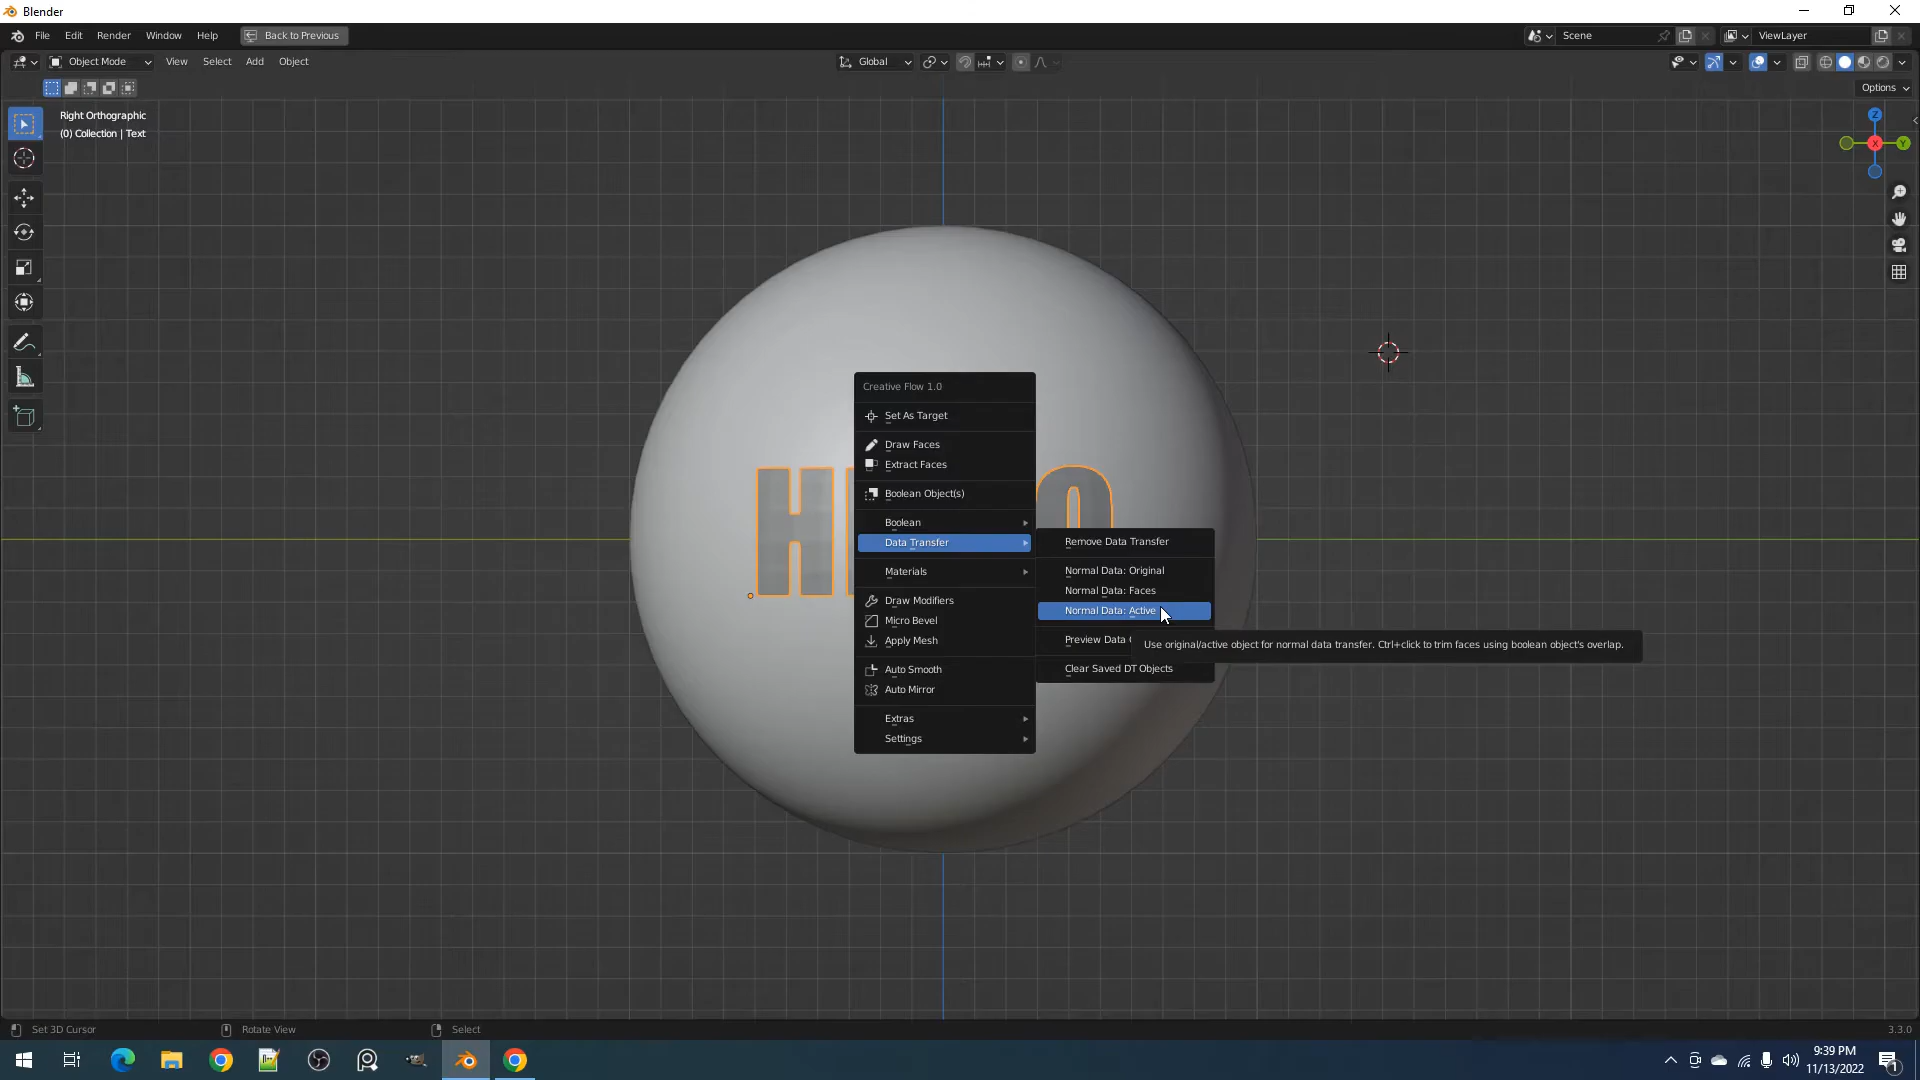 Blender
File Edit Render Window Help Back to Previous Scene ViewLayer
Object Mode View Select Add Object Global
Options
Right Orthographic
(0) Collection | Text
Z
X
Y
Creative Flow 1.0
Set As Target
Draw Faces
Extract Faces
Boolean Object(s)
Boolean
Data Transfer
Materials
Draw Modifiers
Micro Bevel
Apply Mesh
Auto Smooth
Auto Mirror
Extras
Settings
Remove Data Transfer
Normal Data: Original
Normal Data: Faces
Normal Data: Active
Preview Data
Clear Saved DT Objects
Use original/active object for normal data transfer. Ctrl+click to trim faces using boolean object's overlap.
H O
Set 3D Cursor Rotate View Select 3.3.0
9:39 PM
11/13/2022
1